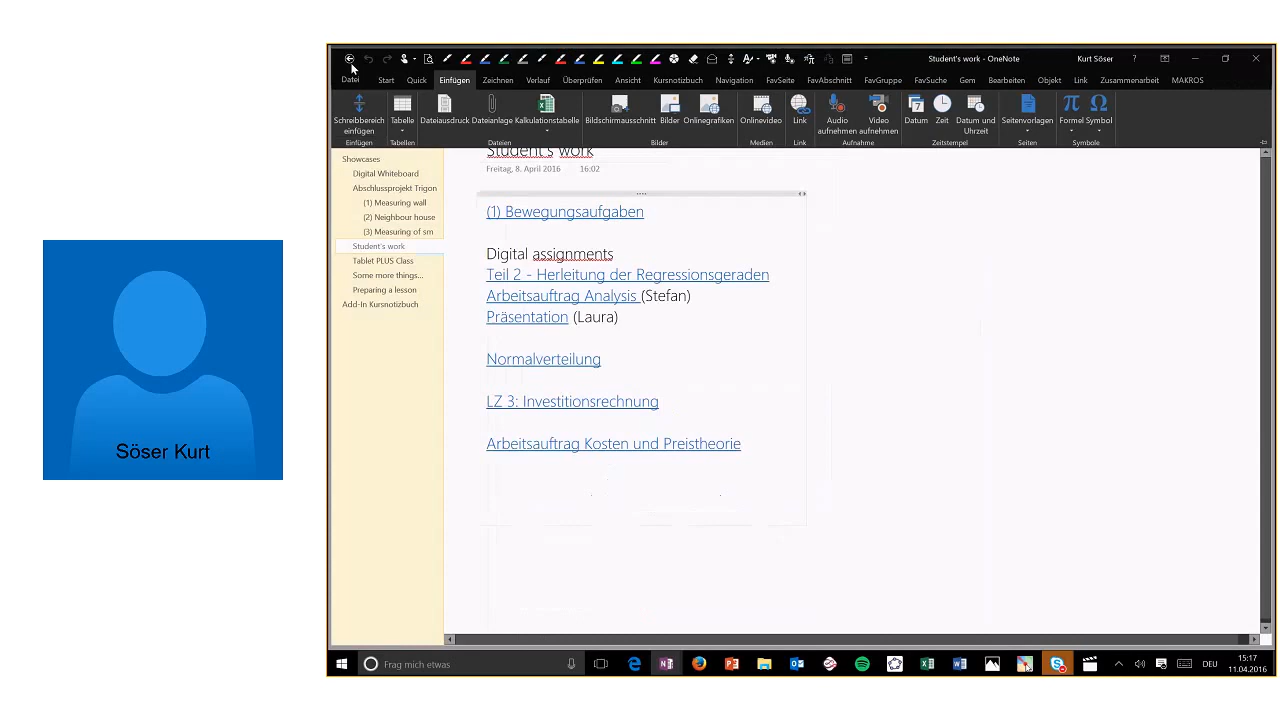 Student's work - OneNote
Kurt Söser
?
Datei
Start
Quick
Einfügen
Zeichnen
Verlauf
Überprüfen
Ansicht
Kursnotizbuch
Navigation
FavSeite
FavAbschnitt
FavGruppe
FavSuche
Gem
Bearbeiten
Objekt
Link
Zusammenarbeit
MAKROS
Schreibbereich
einfügen
Tabelle
Dateiausdruck
Dateianlage
Kalkulationstabelle
Bildschirmausschnitt
Bilder
Onlinegrafiken
Onlinevideo
Link
Audio
aufnehmen
Video
aufnehmen
Datum
Zeit
Datum und
Uhrzeit
Seitenvorlagen
Formel
Symbol
Einfügen
Tabellen
Dateien
Bilder
Medien
Link
Aufnahme
Zeitstempel
Seiten
Symbole
Showcases
Digital Whiteboard
Abschlussprojekt Trigon
(1) Measuring wall
(2) Neighbour house
(3) Measuring of sm
Student's work
Tablet PLUS Class
Some more things...
Preparing a lesson
Add-In Kursnotizbuch
Student's work
Freitag, 8. April 2016 16:02
(1) Bewegungsaufgaben
Digital assignments
Teil 2 - Herleitung der Regressionsgeraden
Arbeitsauftrag Analysis (Stefan)
Präsentation (Laura)
Normalverteilung
LZ 3: Investitionsrechnung
Arbeitsauftrag Kosten und Preistheorie
Söser Kurt
Frag mich etwas
DEU
15:17
11.04.2016